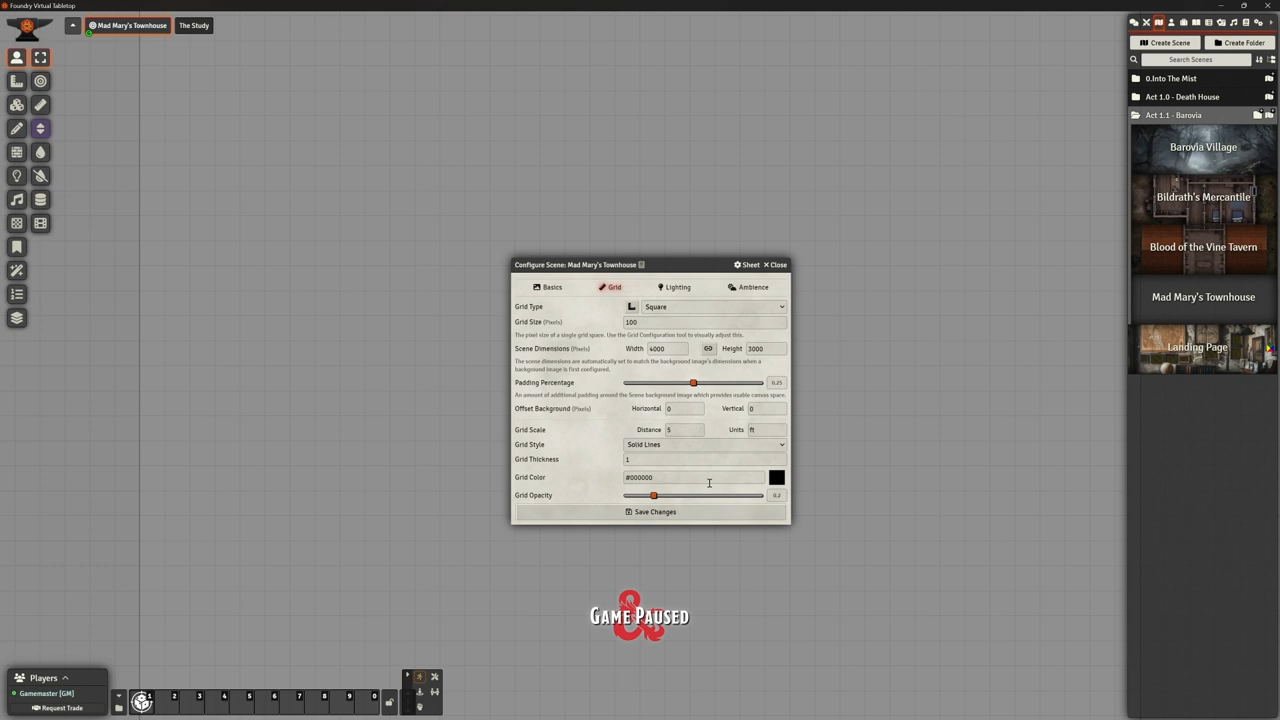 Foundry Virtual Tabletop
Mad Mary's Townhouse
The Study
Create Scene
Create Folder
Search Scenes
0.Into The Mist
Act 1.0 - Death House
Act 1.1 - Barovia
Barovia Village
Bildrath's Mercantile
Blood of the Vine Tavern
Mad Mary's Townhouse
Landing Page
Configure Scene: Mad Mary's Townhouse
Sheet
Close
Basics
Grid
Lighting
Ambience
Grid Type
Square
Grid Size (Pixels)
100
The pixel size of a single grid space. Use the Grid Configuration tool to visually adjust this.
Scene Dimensions (Pixels) Width 4000 Height 3000
The scene dimensions are automatically set to match the background image's dimensions when a
background image is first configured.
Padding Percentage 0.25
An amount of additional padding around the Scene background image which provides usable canvas space.
Offset Background (Pixels) Horizontal 0 Vertical 0
Grid Scale Distance 5 Units ft
Grid Style Solid Lines
Grid Thickness 1
Grid Color #000000
Grid Opacity 0.2
Save Changes
GAME PAUSED
Players
Gamemaster [GM]
Request Trade
1 2 3 4 5 6 7 8 9 0